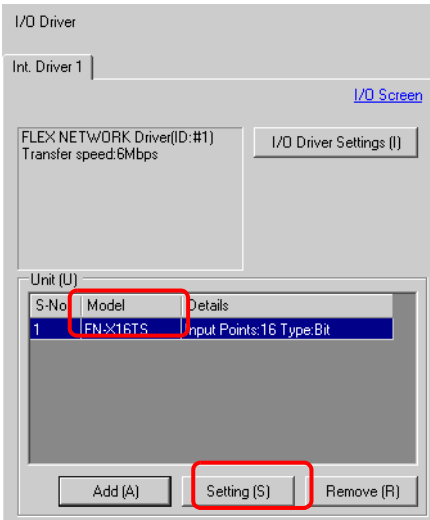 I/O Driver
Int. Driver 1
I/O Screen
FLEX NETWORK Driver(ID:#1)
Transfer speed:6Mbps
I/O Driver Settings (I)
Unit (U)
S-No Model Details
1 FN-X16TS Input Points:16 Type:Bit
Add (A) Setting (S) Remove (R)